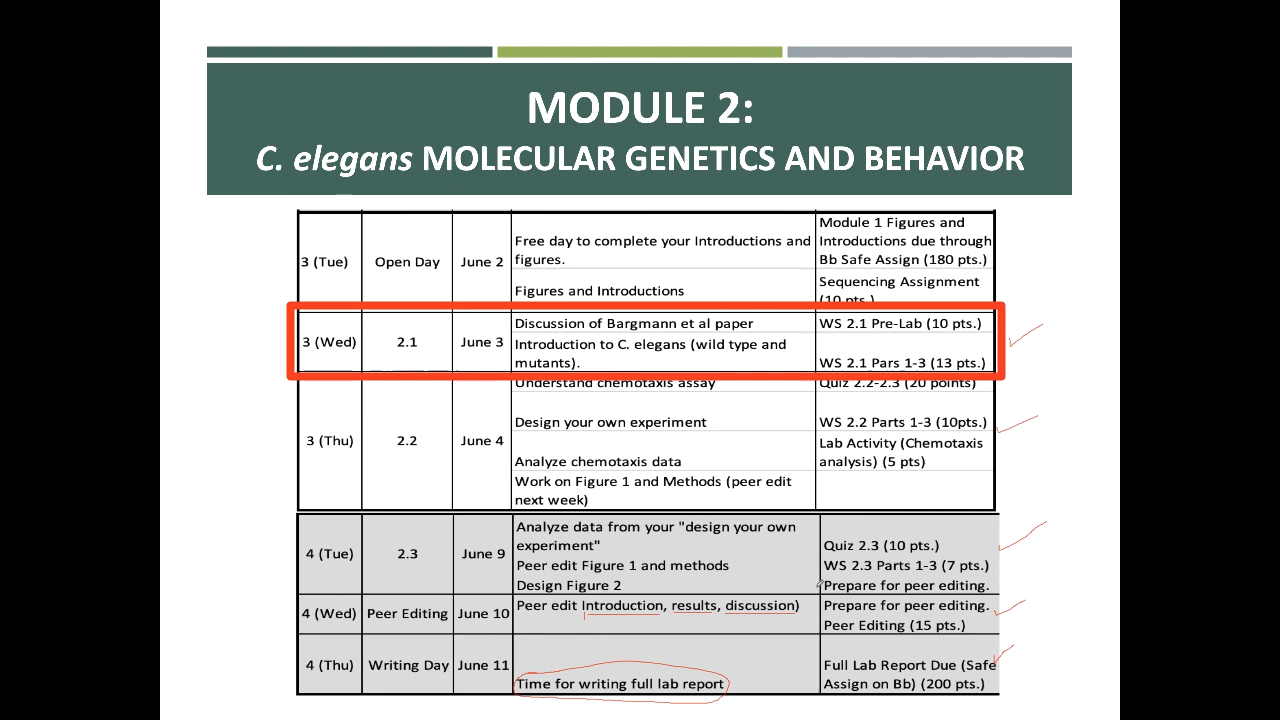 MODULE 2:
C. elegans MOLECULAR GENETICS AND BEHAVIOR
3 (Tue)
Open Day
June 2
Free day to complete your Introductions and
figures.
Figures and Introductions
Module 1 Figures and
Introductions due through
Bb Safe Assign (180 pts.)
Sequencing Assignment
(10 pts.)
3 (Wed)
2.1
June 3
Discussion of Bargmann et al paper
Introduction to C. elegans (wild type and
mutants).
WS 2.1 Pre-Lab (10 pts.)
WS 2.1 Pars 1-3 (13 pts.)
3 (Thu)
2.2
June 4
Understand chemotaxis assay
Design your own experiment
Analyze chemotaxis data
Work on Figure 1 and Methods (peer edit
next week)
Quiz 2.2-2.3 (20 points)
WS 2.2 Parts 1-3 (10pts.)
Lab Activity (Chemotaxis
analysis) (5 pts)
4 (Tue)
2.3
June 9
Analyze data from your "design your own
experiment"
Peer edit Figure 1 and methods
Design Figure 2
Quiz 2.3 (10 pts.)
WS 2.3 Parts 1-3 (7 pts.)
Prepare for peer editing.
4 (Wed)
Peer Editing
June 10
Peer edit Introduction, results, discussion)
Prepare for peer editing.
Peer Editing (15 pts.)
4 (Thu)
Writing Day
June 11
Time for writing full lab report
Full Lab Report Due (Safe
Assign on Bb) (200 pts.)